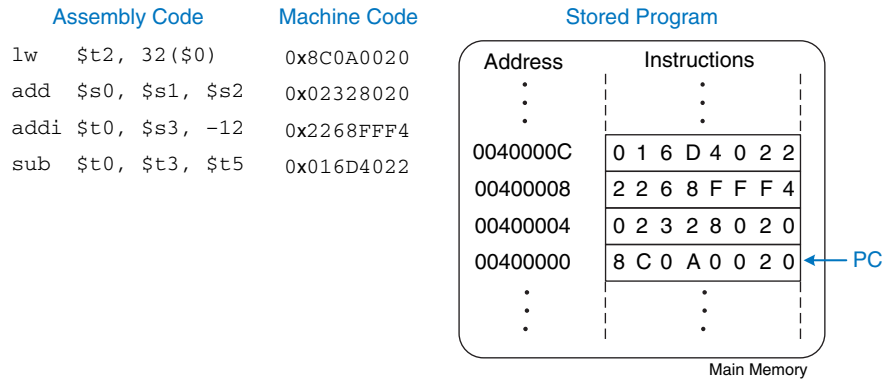 Assembly Code Machine Code Stored Program
lw $t2, 32($0) 0x8C0A0020
add $s0, $s1, $s2 0x02328020
addi $t0, $s3, −12 0x2268FFF4
sub $t0, $t3, $t5 0x016D4022
Address Instructions
0040000C 0 1 6 D 4 0 2 2
00400008 2 2 6 8 F F F 4
00400004 0 2 3 2 8 0 2 0
00400000 8 C 0 A 0 0 2 0 PC
Main Memory